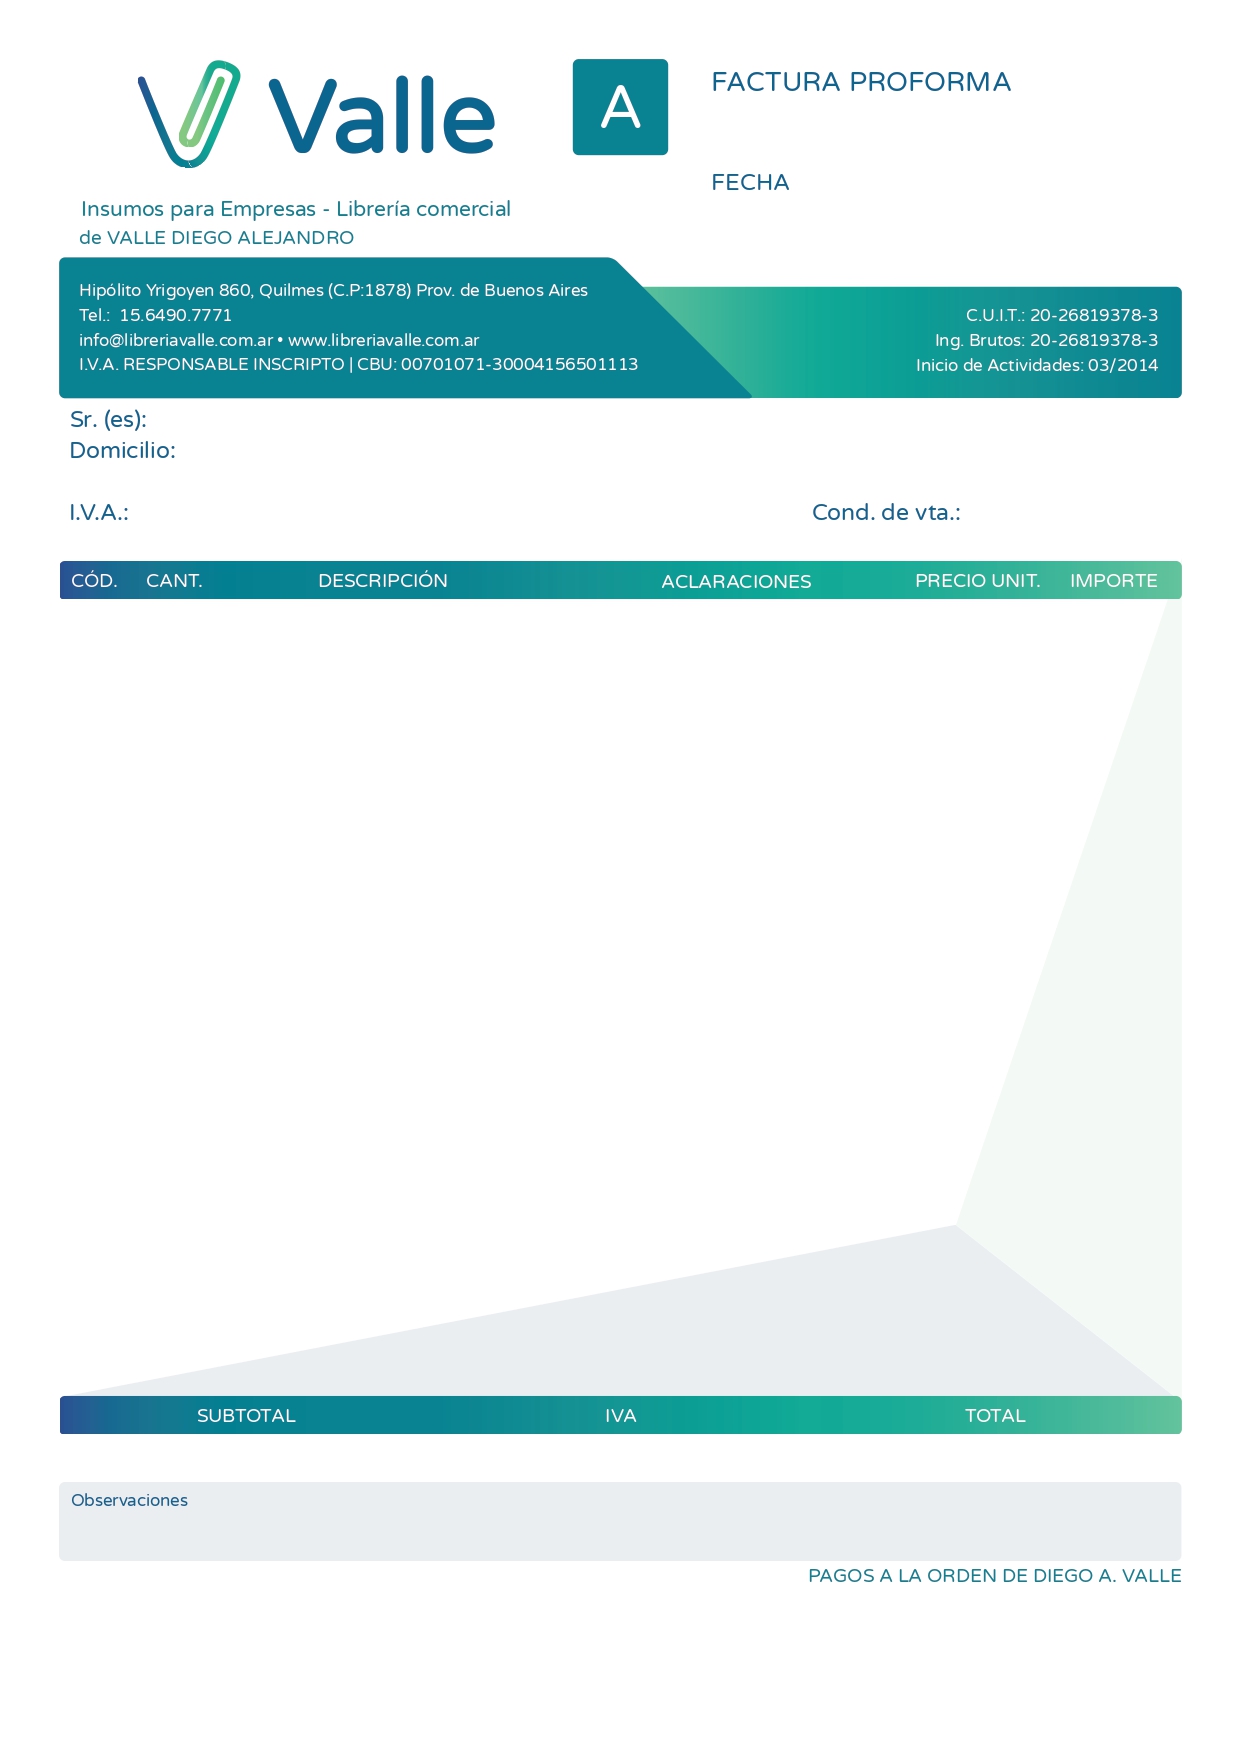 Valle
A
FACTURA PROFORMA
FECHA
Insumos para Empresas - Librería comercial
de VALLE DIEGO ALEJANDRO
Hipólito Yrigoyen 860, Quilmes (C.P:1878) Prov. de Buenos Aires
Tel.: 15.6490.7771
info@libreriavalle.com.ar • www.libreriavalle.com.ar
I.V.A. RESPONSABLE INSCRIPTO | CBU: 00701071-30004156501113
C.U.I.T.: 20-26819378-3
Ing. Brutos: 20-26819378-3
Inicio de Actividades: 03/2014
Sr. (es):
Domicilio:
I.V.A.: Cond. de vta.:
CÓD. CANT. DESCRIPCIÓN ACLARACIONES PRECIO UNIT. IMPORTE
SUBTOTAL IVA TOTAL
Observaciones
PAGOS A LA ORDEN DE DIEGO A. VALLE